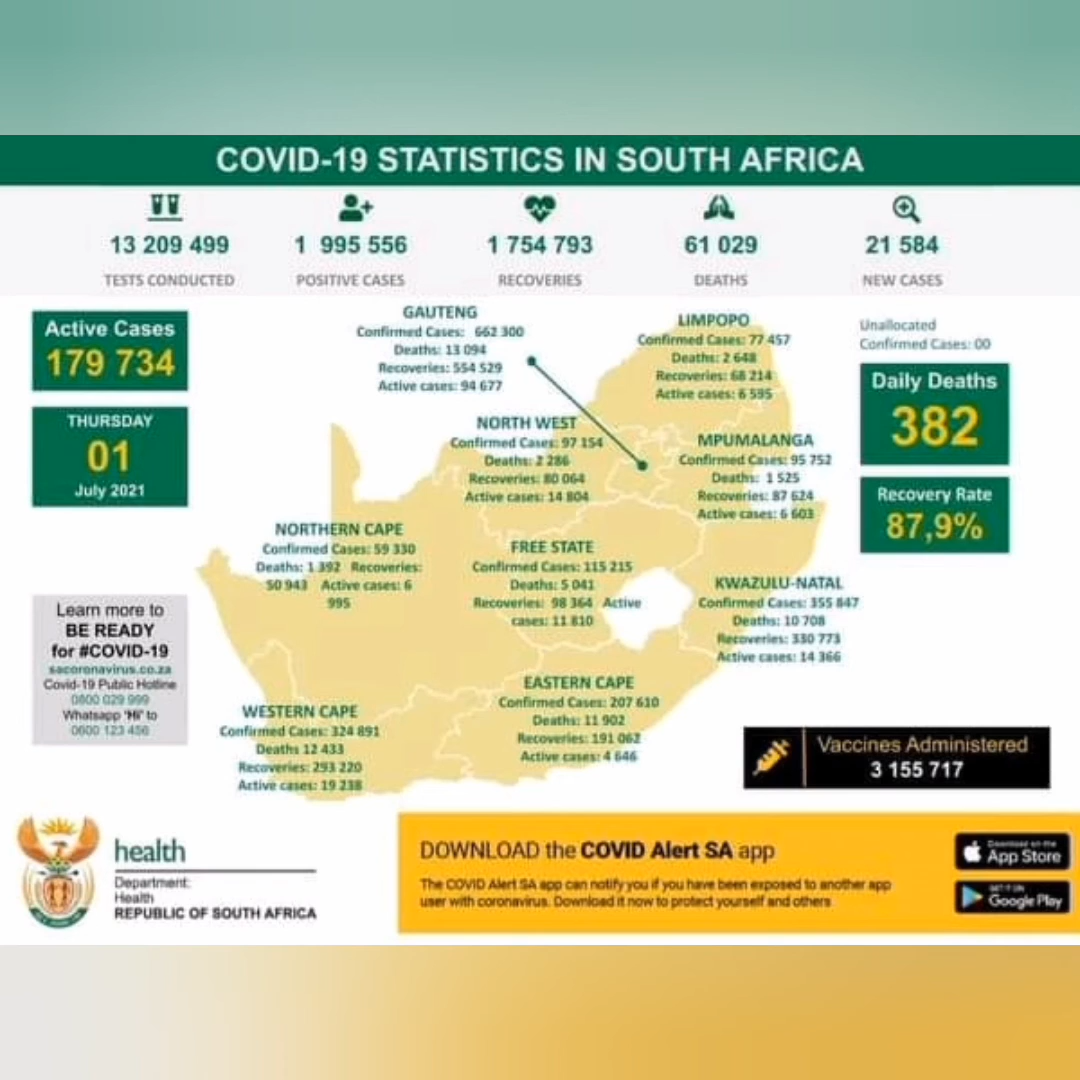 COVID-19 STATISTICS IN SOUTH AFRICA
13 209 499
TESTS CONDUCTED
1 995 556
POSITIVE CASES
1 754 793
RECOVERIES
61 029
DEATHS
21 584
NEW CASES
Active Cases
179 734
THURSDAY
01
July 2021
GAUTENG
Confirmed Cases: 662 300
Deaths: 13 094
Recoveries: 554 529
Active cases: 94 677
LIMPOPO
Confirmed Cases: 77 457
Deaths: 2 648
Recoveries: 68 214
Active cases: 6 595
Unallocated
Confirmed Cases: 00
Daily Deaths
382
Recovery Rate
87,9%
NORTH WEST
Confirmed Cases: 97 154
Deaths: 2 286
Recoveries: 80 064
Active cases: 14 804
MPUMALANGA
Confirmed Cases: 95 752
Deaths: 1 525
Recoveries: 87 624
Active cases: 6 603
NORTHERN CAPE
Confirmed Cases: 59 330
Deaths: 1 392 Recoveries:
50 943 Active cases: 6
995
FREE STATE
Confirmed Cases: 115 215
Deaths: 5 041
Recoveries: 98 364 Active
cases: 11 810
KWAZULU-NATAL
Confirmed Cases: 355 847
Deaths: 10 708
Recoveries: 330 773
Active cases: 14 366
Learn more to
BE READY
for #COVID-19
sacoronavirus.co.za
Covid-19 Public Hotline
0800 029 999
Whatsapp 'Hi' to
0600 123 456
WESTERN CAPE
Confirmed Cases: 324 891
Deaths 12 433
Recoveries: 293 220
Active cases: 19 238
EASTERN CAPE
Confirmed Cases: 207 610
Deaths: 11 902
Recoveries: 191 062
Active cases: 4 646
Vaccines Administered
3 155 717
health
Department:
Health
REPUBLIC OF SOUTH AFRICA
DOWNLOAD the COVID Alert SA app
The COVID Alert SA app can notify you if you have been exposed to another app
user with coronavirus. Download it now to protect yourself and others
Download on the
App Store
GET IT ON
Google Play